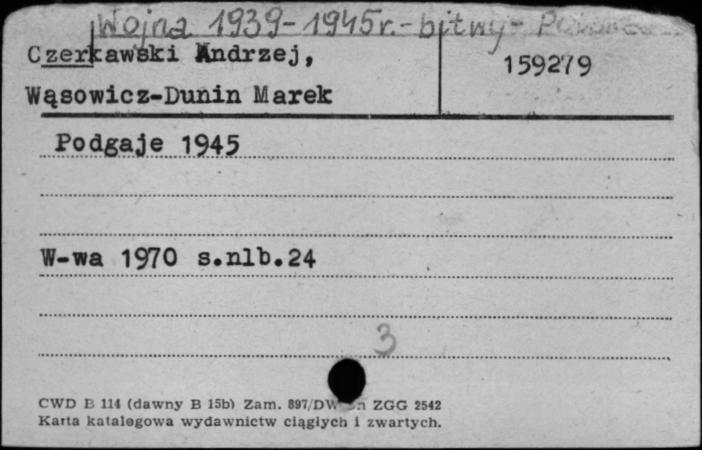 Wojna 1939-1945r.-bitwy-
Czerkawski Andrzej,
159279
Wąsowicz-Dunin Marek
Podgaje 1945
W-wa 1970 s.nlb.24
3
CWD B 114 (dawny B 15b) Zam. 897/DW ZGG 2542
Karta katalogowa wydawnictw ciągłych i zwartych.